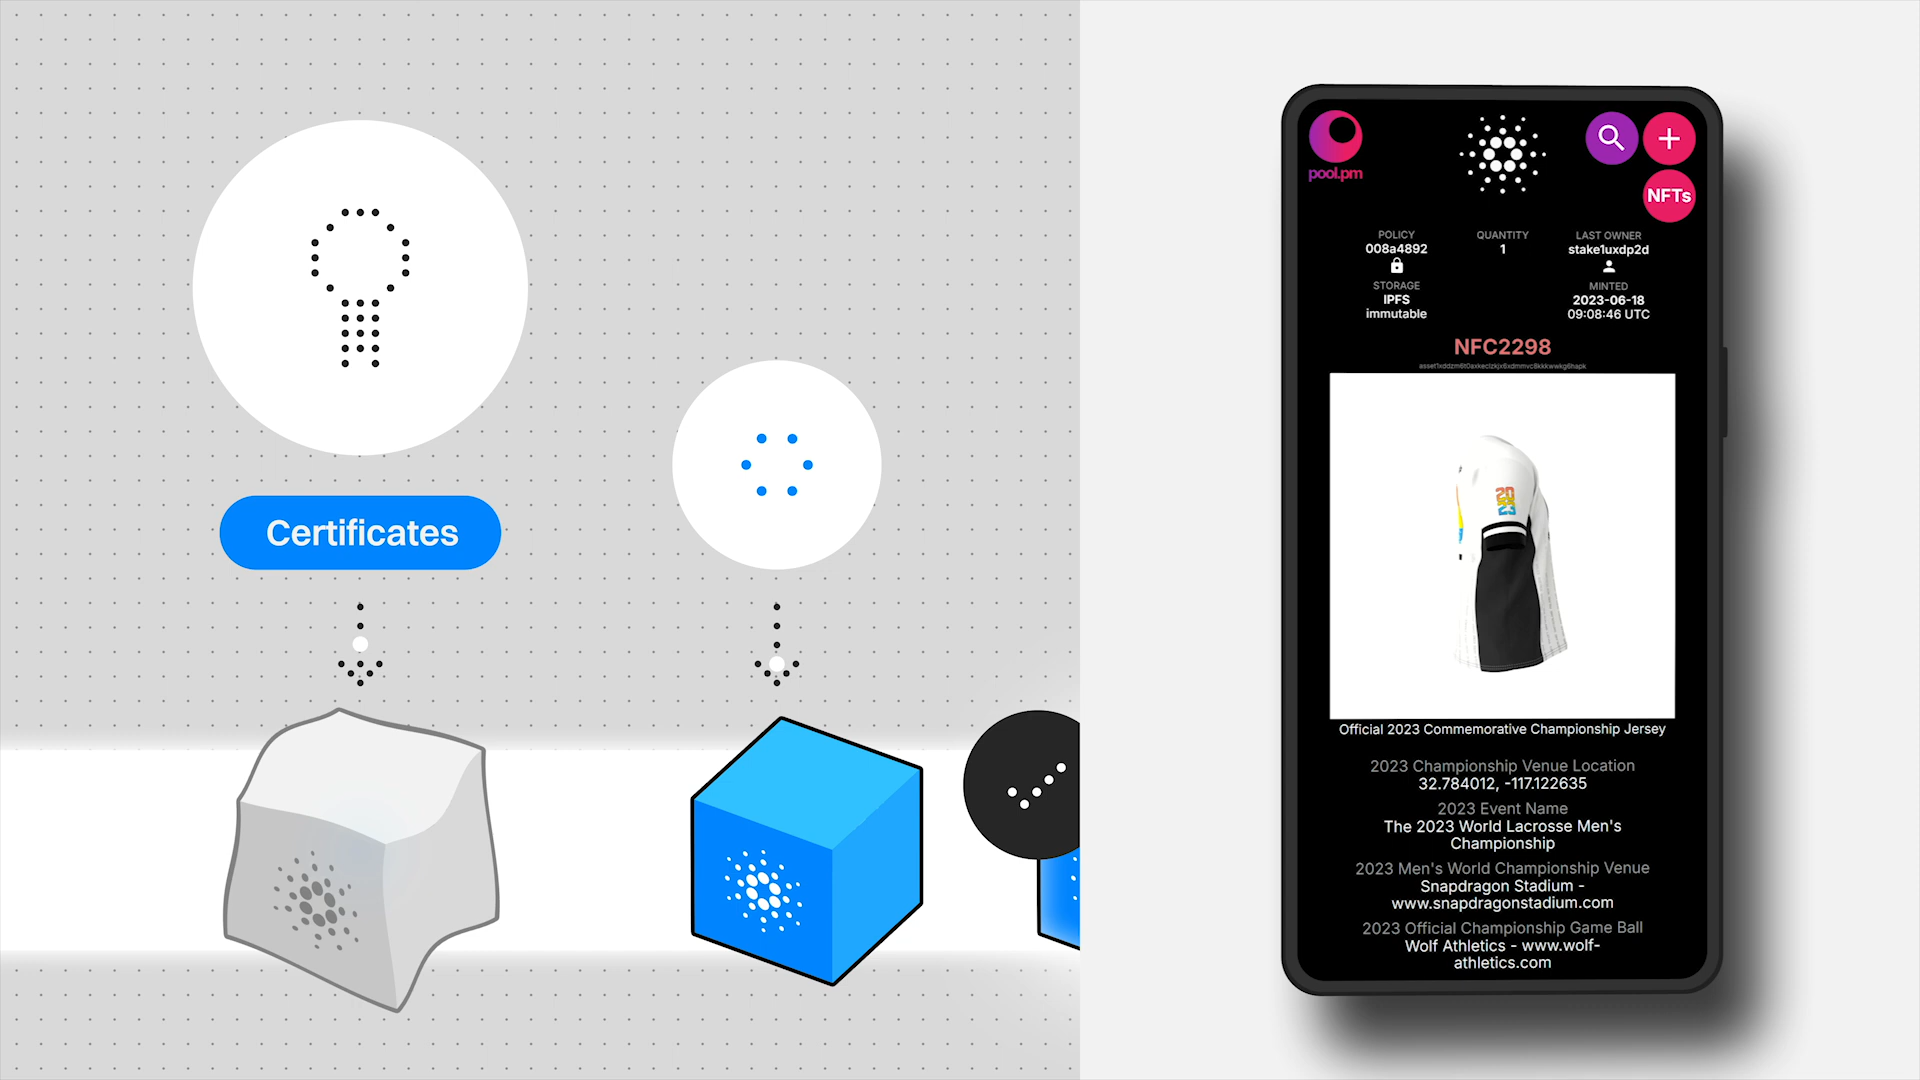 Certificates
pool.pm
NFTs
POLICY
008a4892
QUANTITY
1
LAST OWNER
stake1uxdp2d
STORAGE
IPFS
immutable
MINTED
2023-06-18
09:08:46 UTC
NFC2298
20
23
Official 2023 Commemorative Championship Jersey
2023 Championship Venue Location
32.784012, -117.122635
2023 Event Name
The 2023 World Lacrosse Men's
Championship
2023 Men's World Championship Venue
Snapdragon Stadium -
www.snapdragonstadium.com
2023 Official Championship Game Ball
Wolf Athletics - www.wolf-
athletics.com